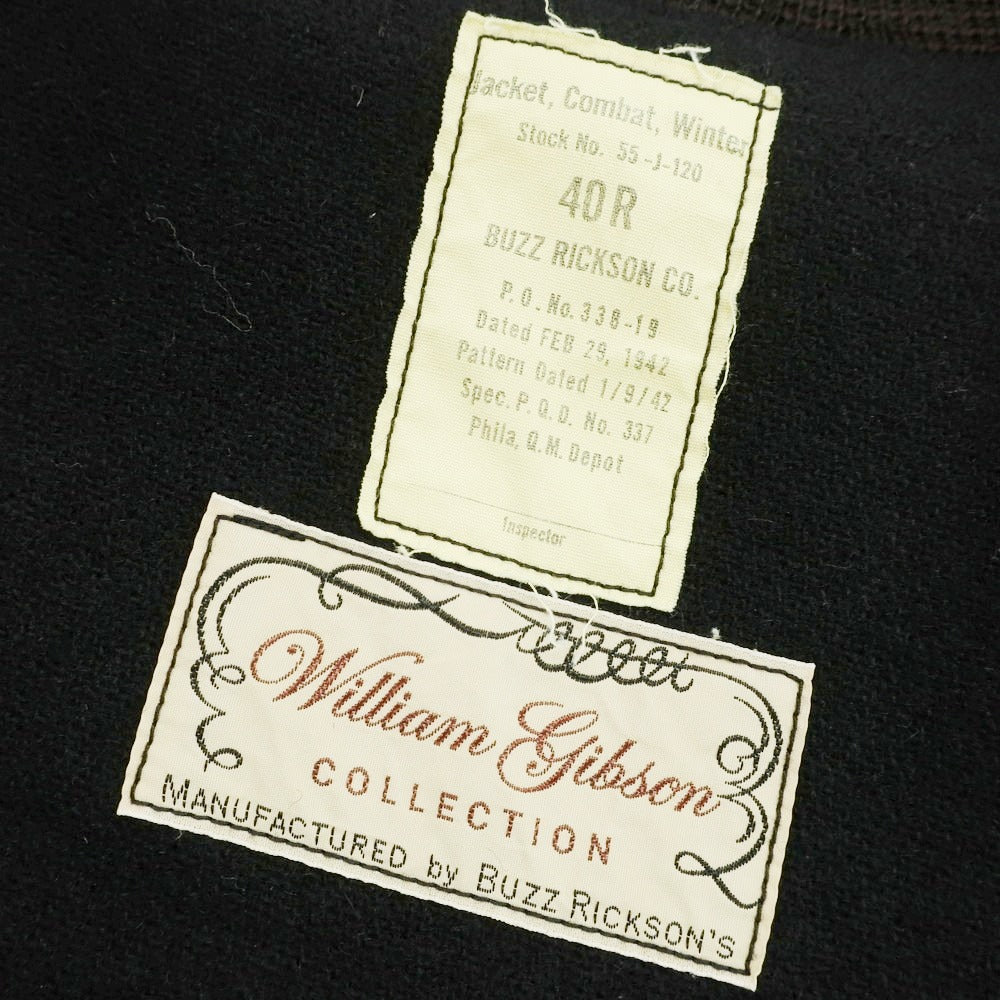 Jacket, Combat, Winter
Stock No. 55-J-120
40R
BUZZ RICKSON CO.
P.O. No. 338-19
Dated FEB 29, 1942
Pattern Dated 1/9/42
Spec. P.Q.D. No. 337
Phila, Q.M. Depot
Inspector
William Gibson
COLLECTION
MANUFACTURED by BUZZ RICKSON'S